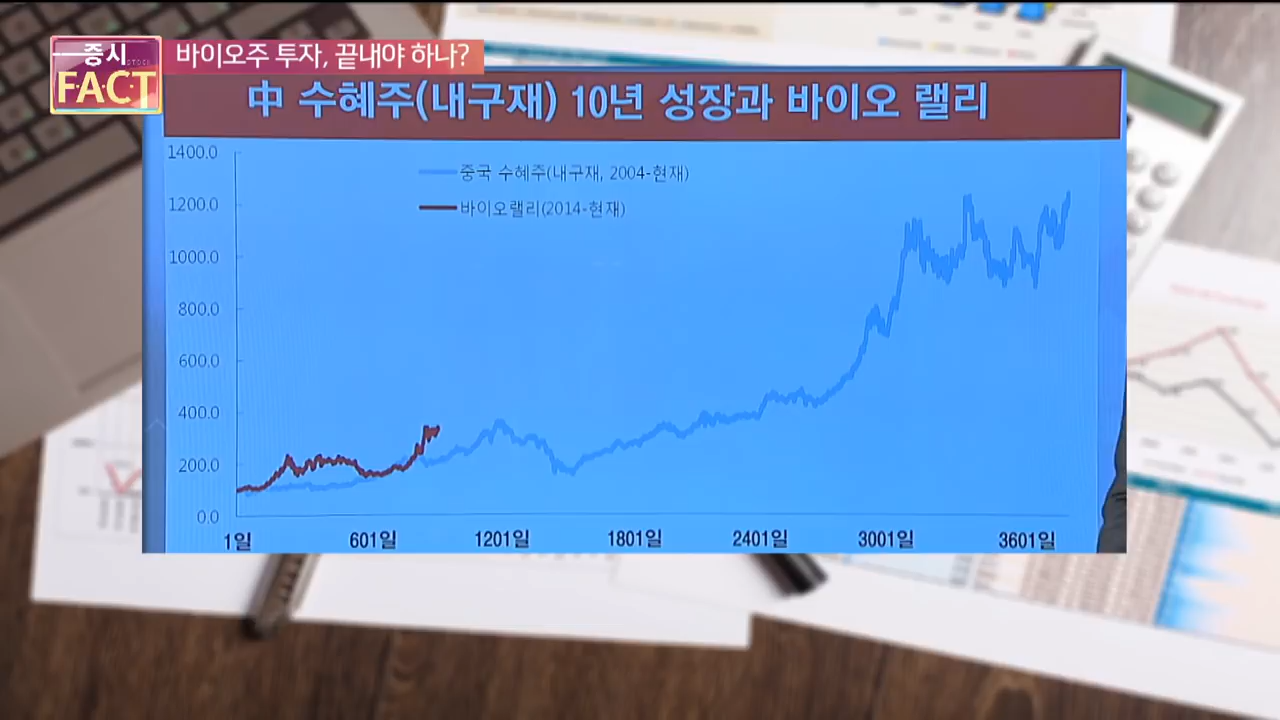 증시
STOCK
FACT
바이오주 투자, 끝내야 하나?
中 수혜주(내구재) 10년 성장과 바이오 랠리
1400.0
1200.0
1000.0
800.0
600.0
400.0
200.0
0.0
중국 수혜주(내구재, 2004-현재)
바이오랠리(2014-현재)
1일 601일 1201일 1801일 2401일 3001일 3601일